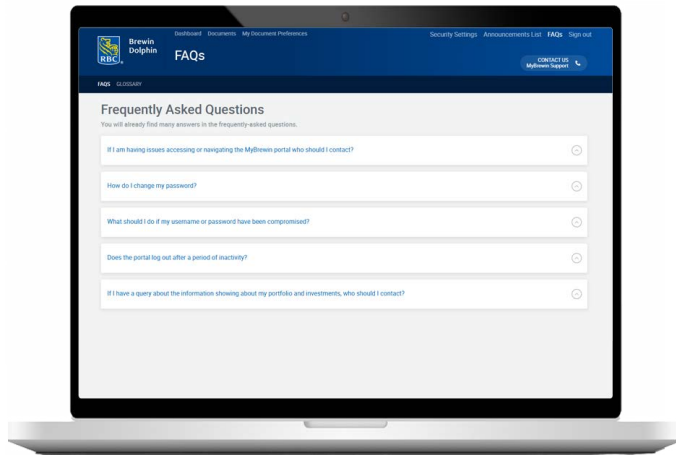 Dashboard Documents My Document Preferences
Security Settings Announcements List FAQs Sign out
Brewin
Dolphin
RBC
FAQs
CONTACT US
MyBrewin Support
FAQS GLOSSARY
Frequently Asked Questions
You will already find many answers in the frequently-asked questions.
If I am having issues accessing or navigating the MyBrewin portal who should I contact?
How do I change my password?
What should I do if my username or password have been compromised?
Does the portal log out after a period of inactivity?
If I have a query about the information showing about my portfolio and investments, who should I contact?